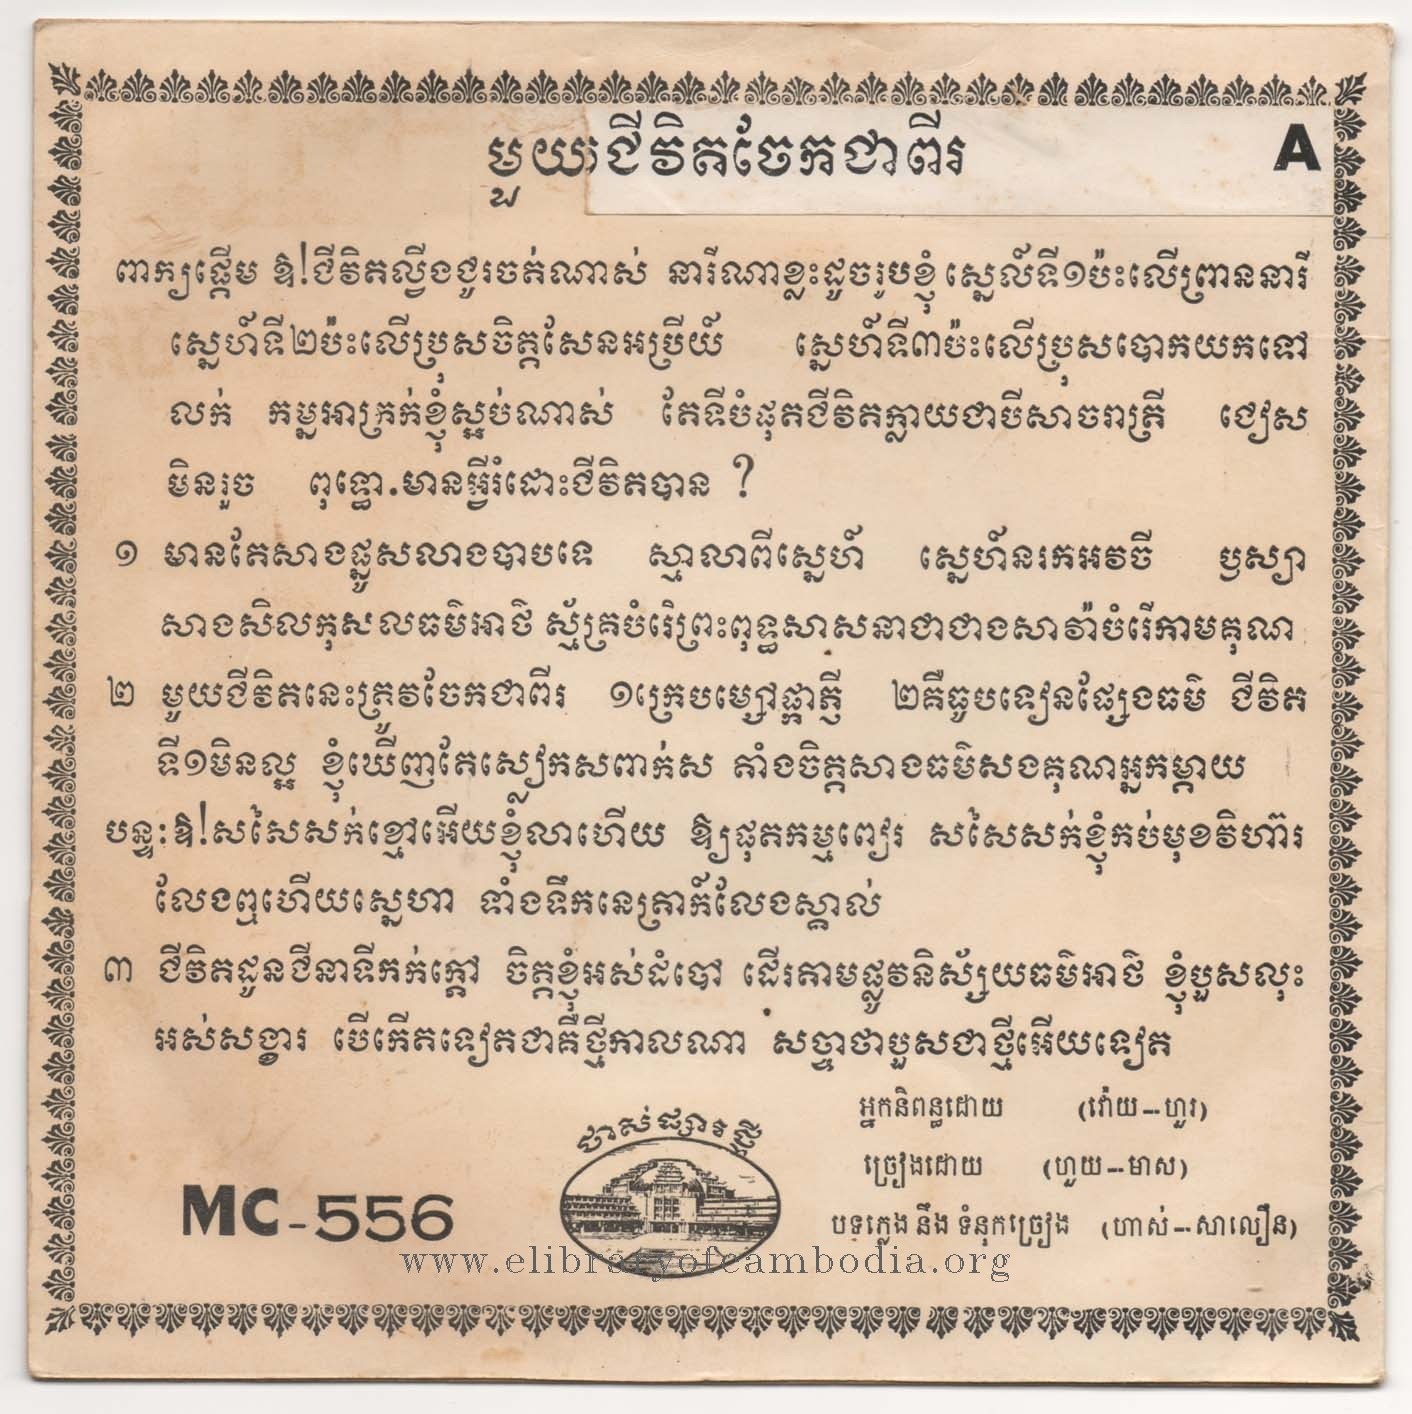 មួយជីវិតចែកជាពីរ
A
ពាក្យផ្ដើម ឱ!ជីវិតល្វីងជូរចត់ណាស់ នារីណាខ្លះដូចរូបខ្ញុំ ស្នេហ៍ទី១ប៉ះលើព្រាននារី
ស្នេហ៍ទី២ប៉ះលើប្រុសចិត្តសែនអប្រីយ៍ ស្នេហ៍ទី៣ប៉ះលើប្រុសបោកយកទៅ
លក់ កម្មអាក្រក់ខ្ញុំស្អប់ណាស់ តែទីបំផុតជីវិតក្លាយជាបីសាចរាត្រី ជៀស
មិនរួច ពុទ្ធោ.មានអ្វីរំដោះជីវិតបាន ?
១ មានតែសាងផ្នួសលាងបាបទេ ស្មាលាពីស្នេហ៍ ស្នេហ៍នរកអវចី ឫស្យា
សាងសិលកុសលធម៌អាថ៌ ស្ម័គ្របំរើព្រះពុទ្ធសាសនាជាជាងសាវ៉ាបំរើកាមគុណ
២ មួយជីវិតនេះត្រូវចែកជាពីរ ១ក្រេបម្សៅផ្កាភ្ញី ២គឺធូបទៀនផ្សែងធម៌ ជីវិត
ទី១មិនល្អ ខ្ញុំឃើញតែស្លៀកសពាក់ស តាំងចិត្តសាងធម៌សងគុណអ្នកម្ដាយ
បន្ទ:ឱ!សសៃសក់ខ្មៅអើយខ្ញុំលាហើយ ឱ្យផុតកម្មពៀរ សសៃសក់ខ្ញុំកប់មុខវិហ៊ារ
លែងឮហើយស្នេហា ទាំងទឹកនេត្រាក៍លែងស្គាល់
៣ ជីវិតដូនជីនាទីកក់ក្ដៅ ចិត្តខ្ញុំអស់ដំបៅ ដើរតាមផ្លូវនិស្ស័យធម៌អាថ៌ ខ្ញុំបួសលុះ
អស់សង្ខារ បើកើតទៀតជាគឺថ្មីកាលណា សច្ចាថាបួសជាថ្មីអើយទៀត
អ្នកនិពន្ធដោយ (វ៉ោយ--ហួរ)
ច្រៀងដោយ (ហួយ--មាស)
បទភ្លេង នឹង ទំនុកច្រៀង (ហាស់--សាលឿន)
ថាស់ផ្សារថ្មី
MC-556
www.elibraryofcambodia.org